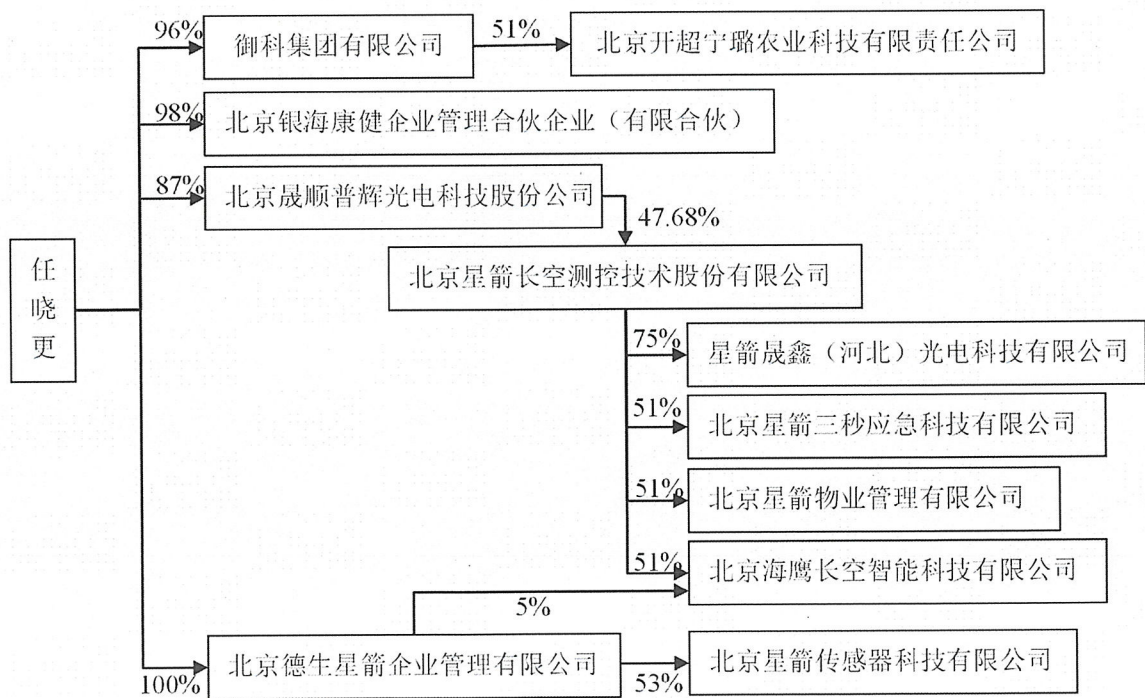 96%
御科集团有限公司
51%
北京开超宁璐农业科技有限责任公司
98%
北京银海康健企业管理合伙企业（有限合伙）
87%
北京晟顺普辉光电科技股份公司
47.68%
北京星箭长空测控技术股份有限公司
任
晓
更
75%
星箭晟鑫（河北）光电科技有限公司
51%
北京星箭三秒应急科技有限公司
51%
北京星箭物业管理有限公司
51%
北京海鹰长空智能科技有限公司
5%
100%
北京德生星箭企业管理有限公司
53%
北京星箭传感器科技有限公司